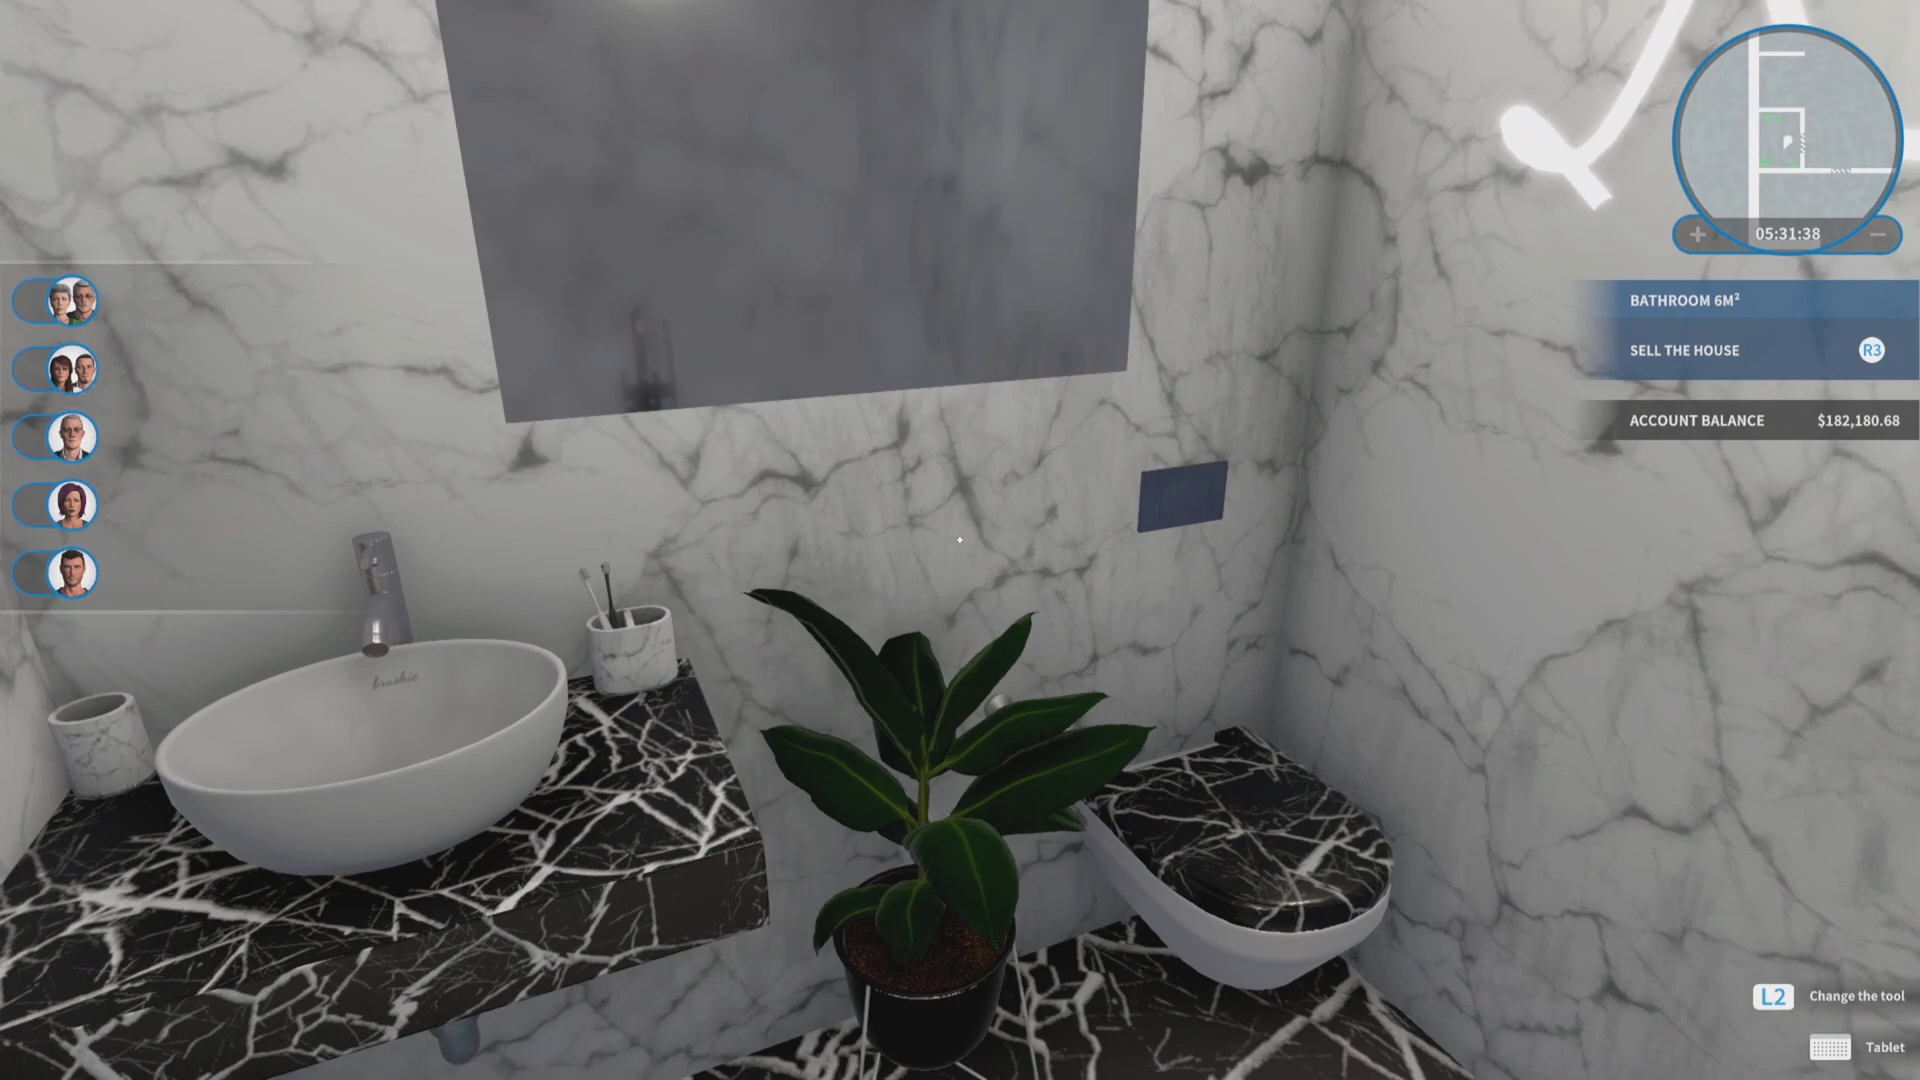 05:31:38
BATHROOM 6M²
SELL THE HOUSE R3
ACCOUNT BALANCE $182,180.68
brushie
L2 Change the tool
Tablet